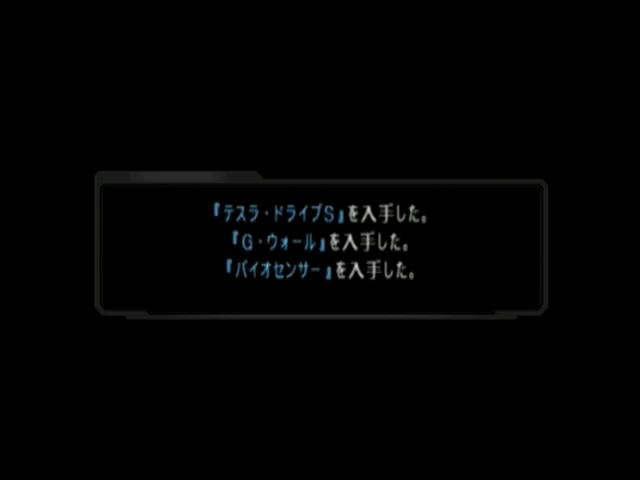 『テスラ・ドライブS』を入手した。
『G・ウォール』を入手した。
『バイオセンサー』を入手した。